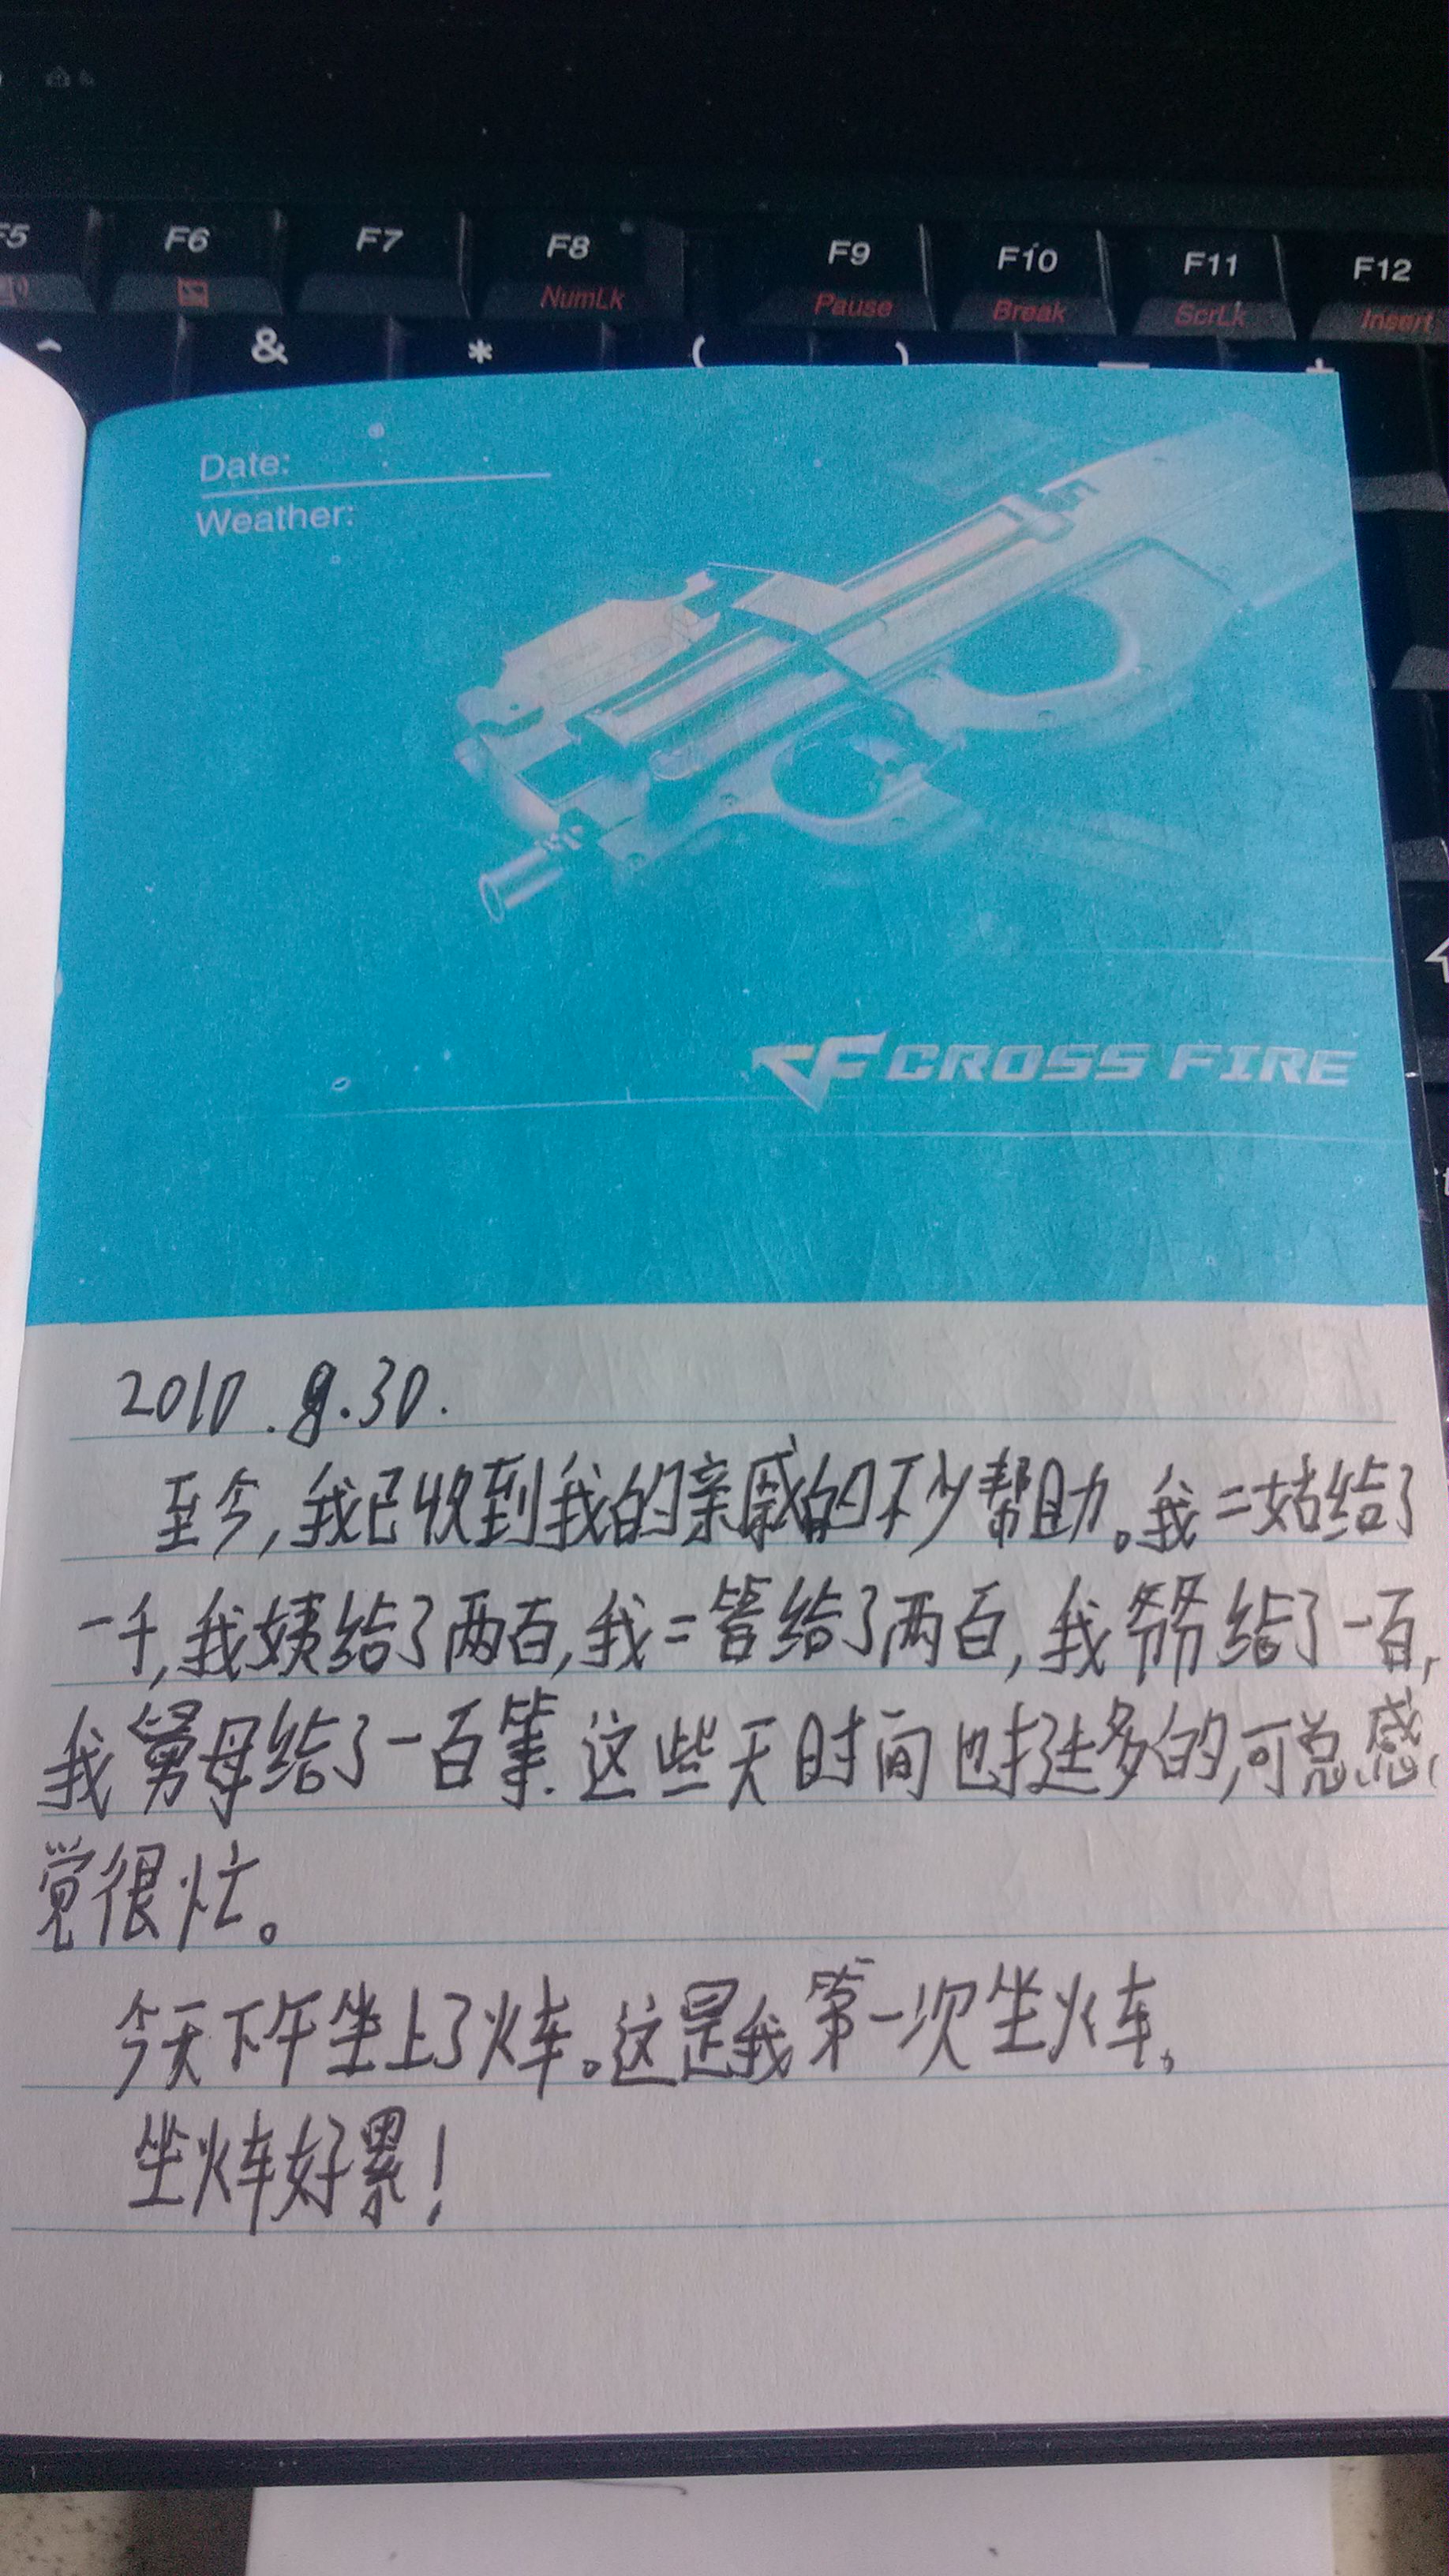 F5 F6 F7 F8 F9 F10 F11 F12
NumLk Pause Break ScrLk Insert
^ & * ( ) — +
Date:
Weather:
CF CROSS FIRE
2010.8.30.
至今,我已收到我的亲戚的不少帮助。我二姑给了
一千,我姨给了两百,我二爸给了两百,我爷爷给了一百,
我舅母给了一百等.这些天时间也挺多的,可总感
觉很忙。
今天下午坐上了火车。这是我第一次坐火车,
坐火车好累!